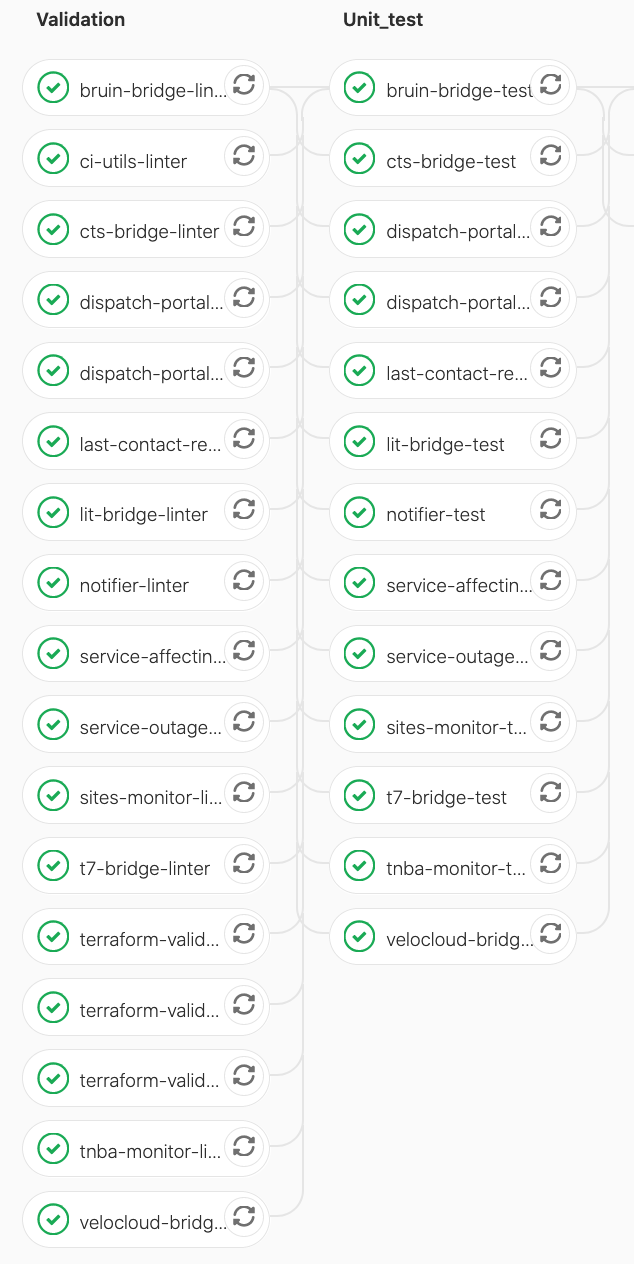 Validation
bruin-bridge-lin...
ci-utils-linter
cts-bridge-linter
dispatch-portal...
dispatch-portal...
last-contact-re...
lit-bridge-linter
notifier-linter
service-affectin...
service-outage...
sites-monitor-li...
t7-bridge-linter
terraform-valid...
terraform-valid...
terraform-valid...
tnba-monitor-li...
velocloud-bridg...
Unit_test
bruin-bridge-test
cts-bridge-test
dispatch-portal...
dispatch-portal...
last-contact-re...
lit-bridge-test
notifier-test
service-affectin...
service-outage...
sites-monitor-t...
t7-bridge-test
tnba-monitor-t...
velocloud-bridg...